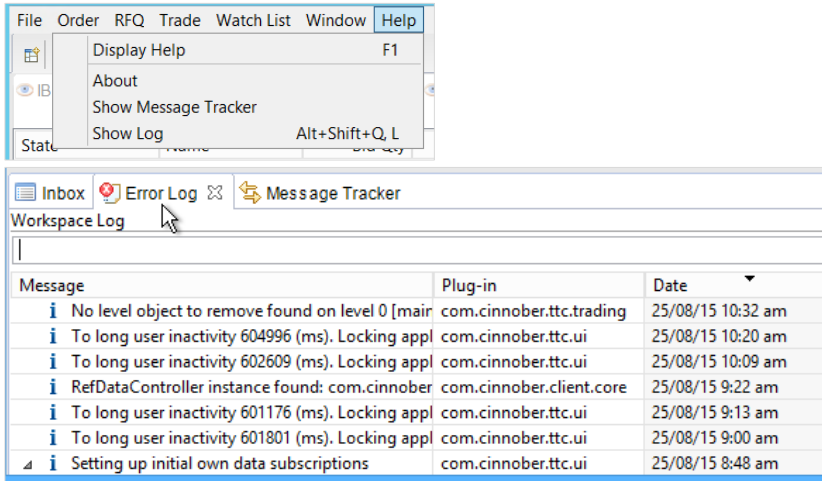 File Order RFQ Trade Watch List Window Help
Display Help F1
IB
About
Show Message Tracker
Show Log Alt+Shift+Q, L
State Name Bid Qty
Inbox Error Log Message Tracker
Workspace Log
Message Plug-in Date
i No level object to remove found on level 0 [main com.cinnober.ttc.trading 25/08/15 10:32 am
i To long user inactivity 604996 (ms). Locking appl com.cinnober.ttc.ui 25/08/15 10:20 am
i To long user inactivity 602609 (ms). Locking appl com.cinnober.ttc.ui 25/08/15 10:09 am
i RefDataController instance found: com.cinnober com.cinnober.client.core 25/08/15 9:22 am
i To long user inactivity 601176 (ms). Locking appl com.cinnober.ttc.ui 25/08/15 9:13 am
i To long user inactivity 601801 (ms). Locking appl com.cinnober.ttc.ui 25/08/15 9:00 am
i Setting up initial own data subscriptions com.cinnober.ttc.ui 25/08/15 8:48 am